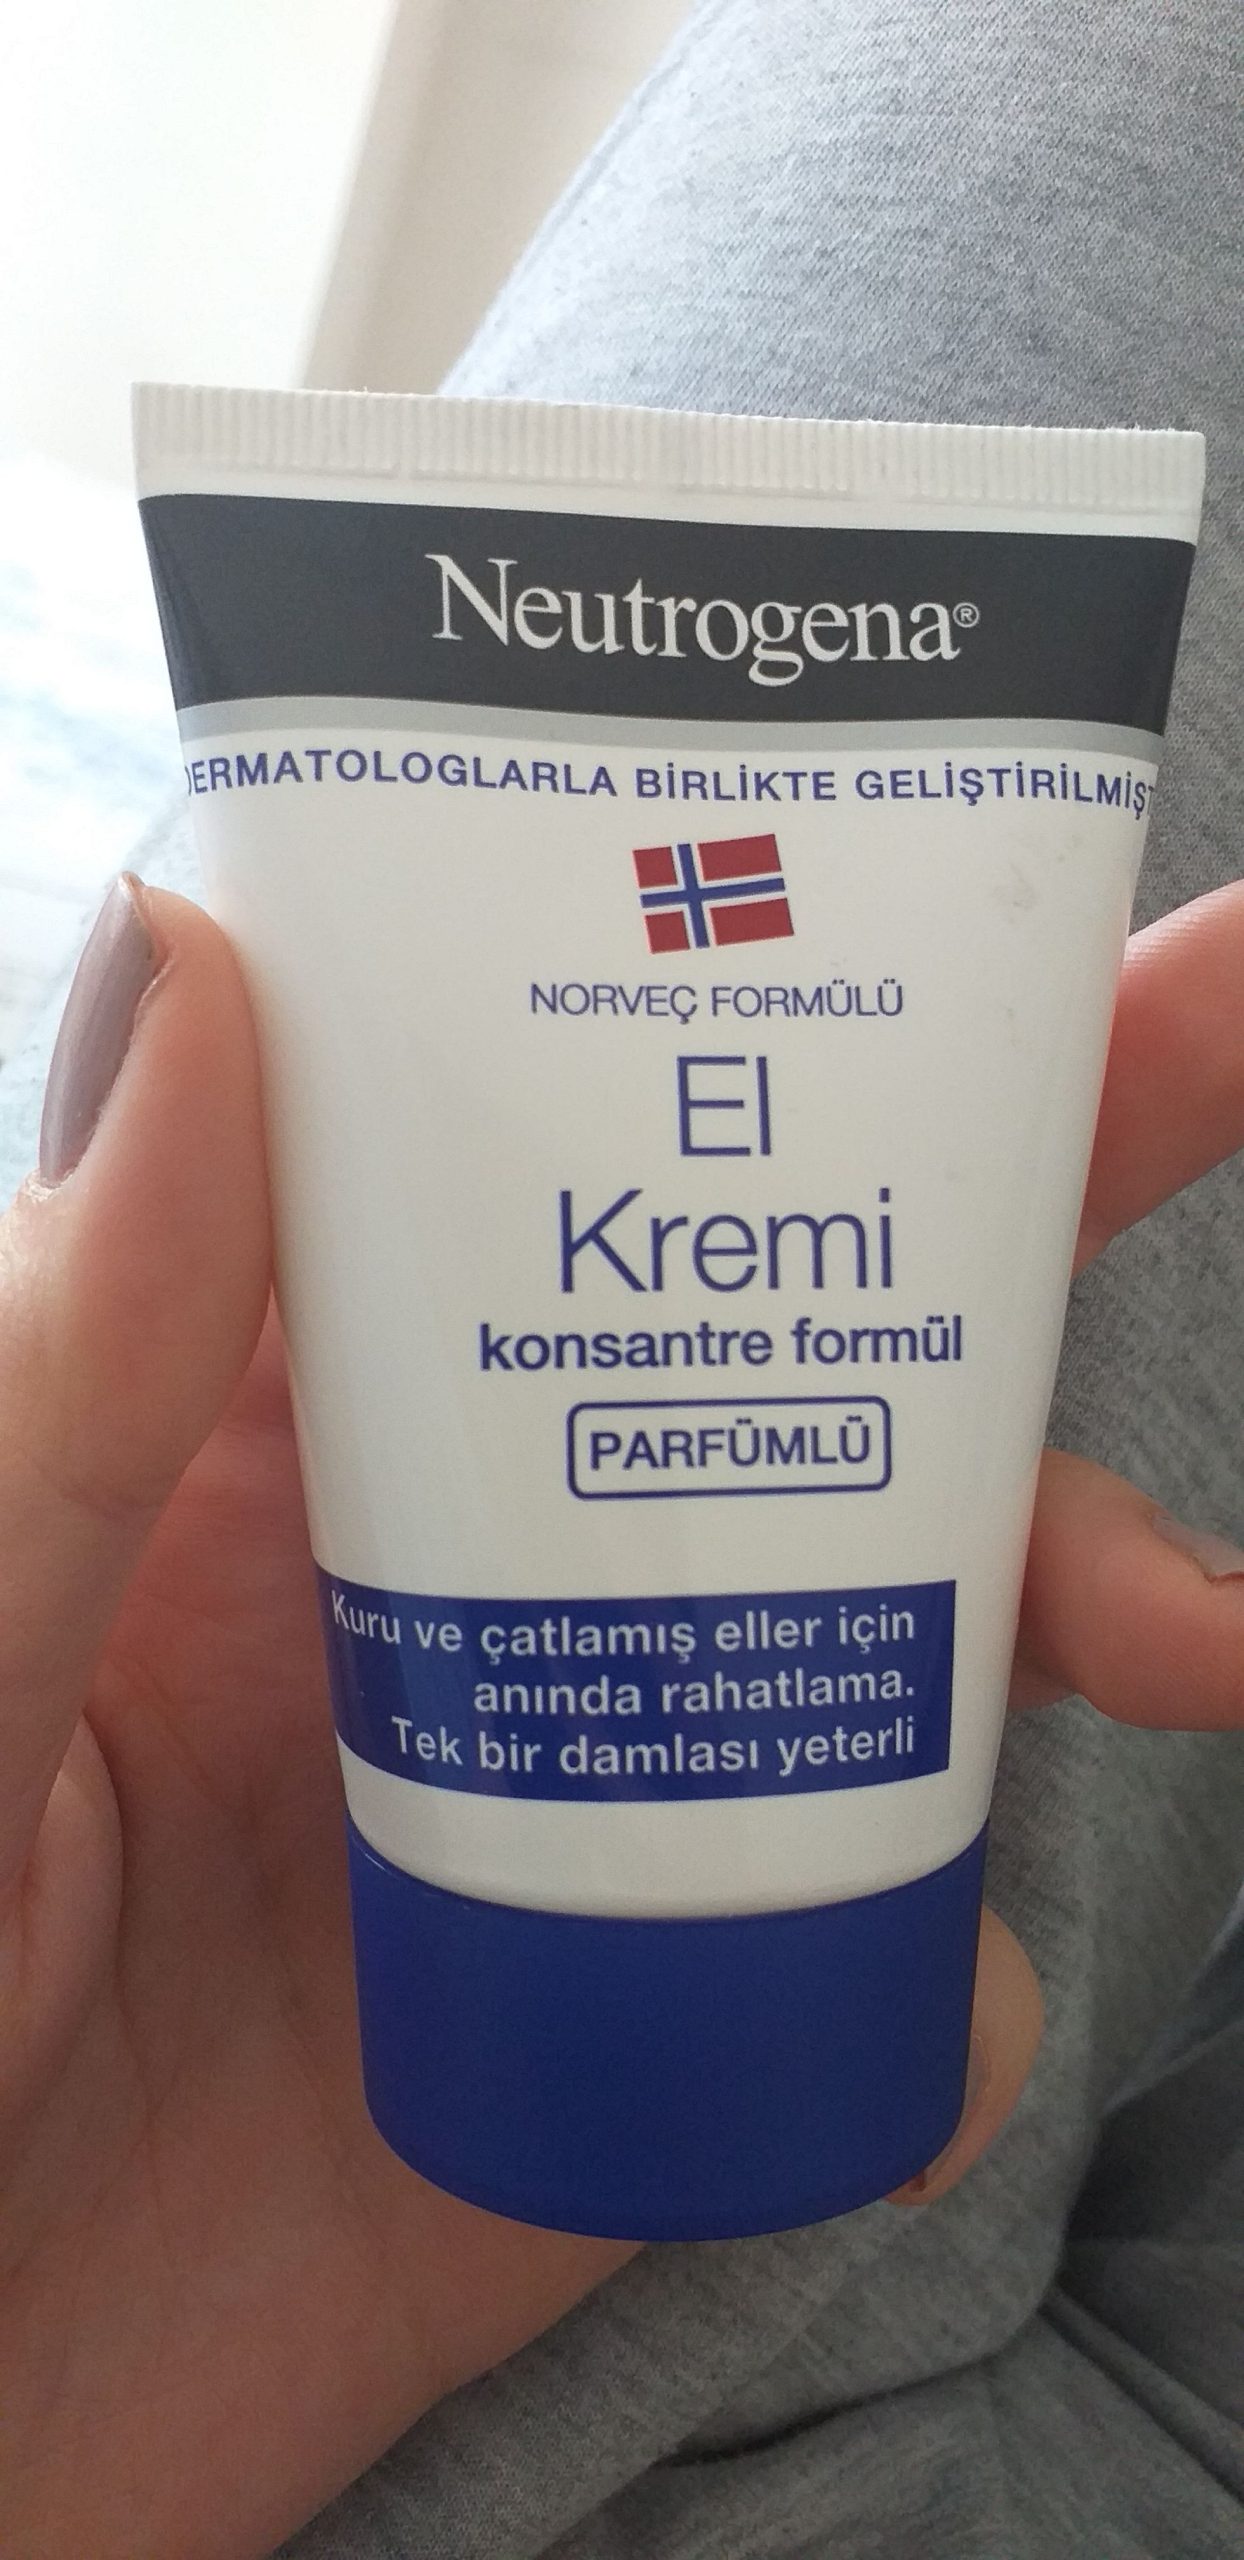 Neutrogena®
DERMATOLOGLARLA BİRLİKTE GELİŞTİRİLMİŞT
NORVEÇ FORMÜLÜ
El
Kremi
konsantre formül
PARFÜMLÜ
Kuru ve çatlamış eller için
anında rahatlama.
Tek bir damlası yeterli